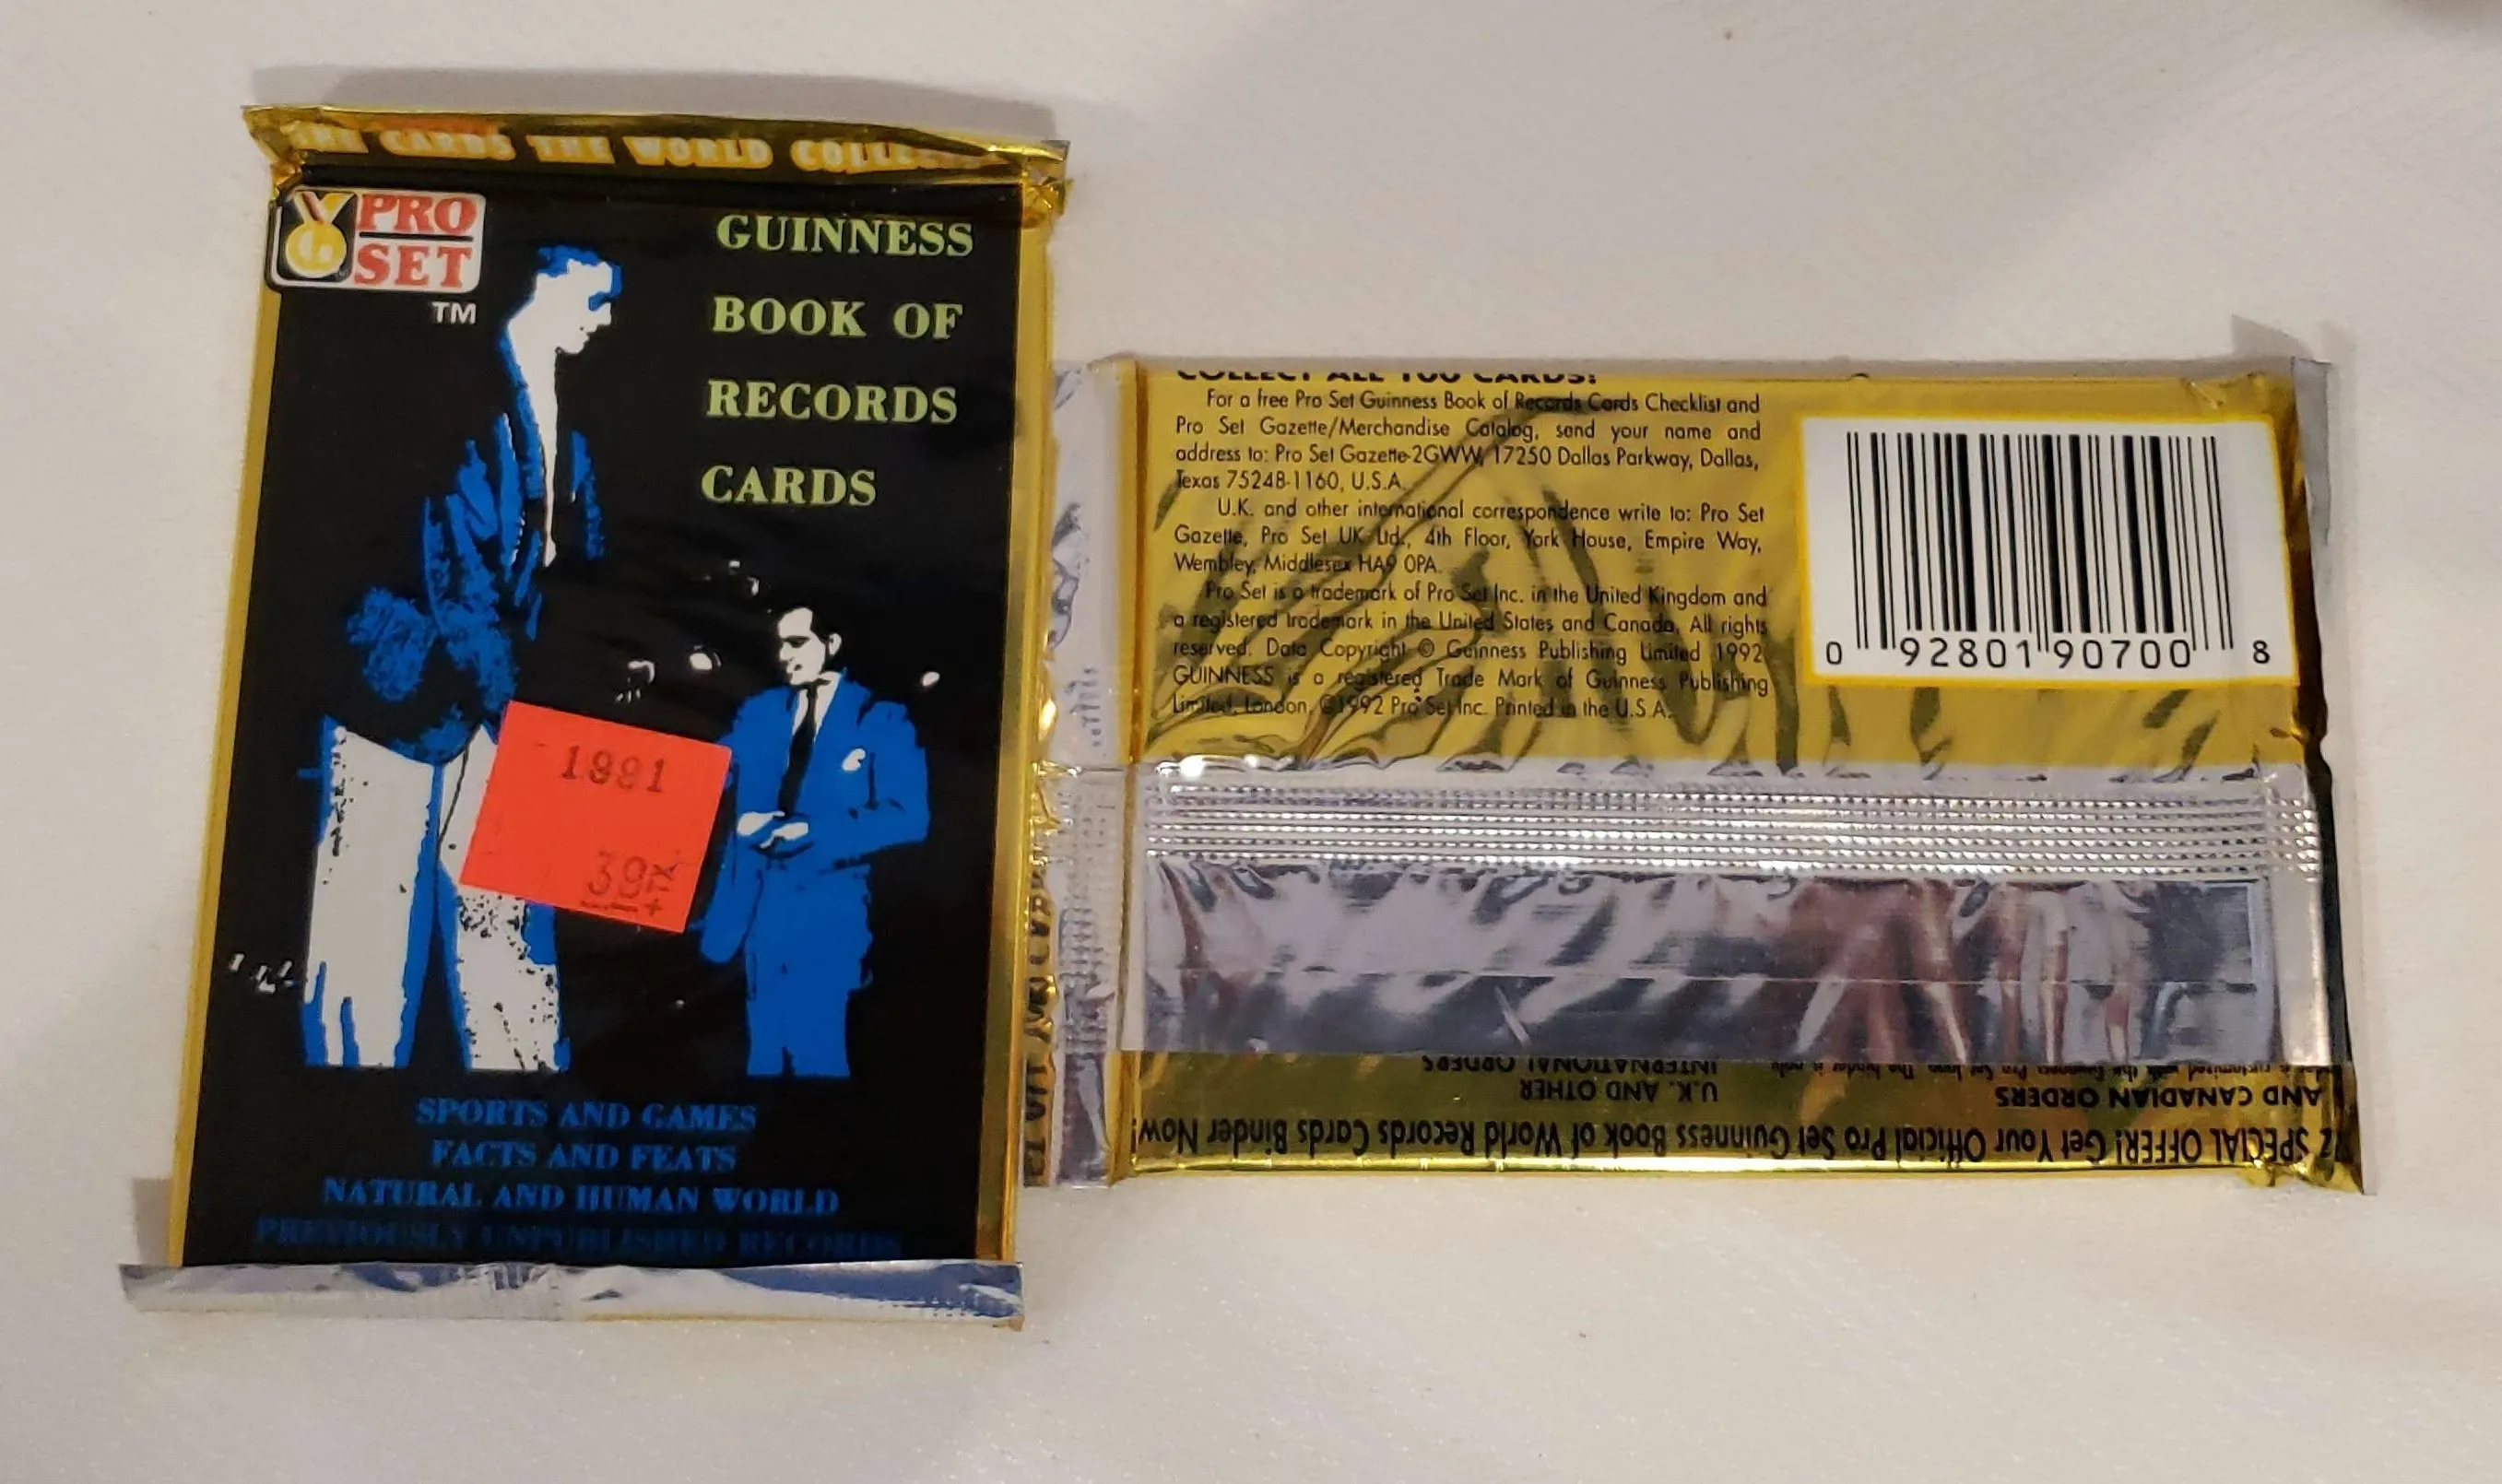 THE CARDS THE WORLD COLLECTS
PRO
SET
TM
GUINNESS
BOOK OF
RECORDS
CARDS
1991
39
+TX
SPORTS AND GAMES
FACTS AND FEATS
NATURAL AND HUMAN WORLD
PREVIOUSLY UNPUBLISHED RECORDS
COLLECT ALL 100 CARDS!
For a free Pro Set Guinness Book of Records Cards Checklist and
Pro Set Gazette/Merchandise Catalog, send your name and
address to: Pro Set Gazette-2GWW, 17250 Dallas Parkway, Dallas,
Texas 75248-1160, U.S.A.
U.K. and other international correspondence write to: Pro Set
Gazette, Pro Set UK Ltd., 4th Floor, York House, Empire Way,
Wembley, Middlesex HA9 0PA.
Pro Set is a trademark of Pro Set Inc. in the United Kingdom and
a registered trademark in the United States and Canada. All rights
reserved. Data Copyright © Guinness Publishing Limited 1992
GUINNESS is a registered Trade Mark of Guinness Publishing
Limited, London, ©1992 Pro Set Inc. Printed in the U.S.A.
0 92801 90700 8
SPECIAL OFFER! Get Your Official Pro Set Guinness Book of World Records Cards Binder Now!
AND CANADIAN ORDERS
U.K. AND OTHER
INTERNATIONAL ORDERS